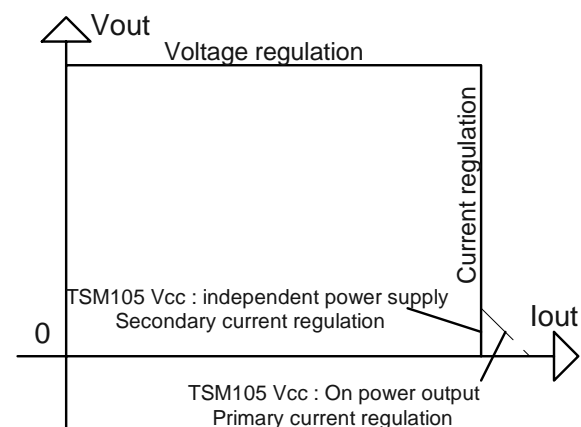 Vout
Voltage regulation
Current regulation
TSM105 Vcc : independent power supply
Secondary current regulation
Iout
0
TSM105 Vcc : On power output
Primary current regulation